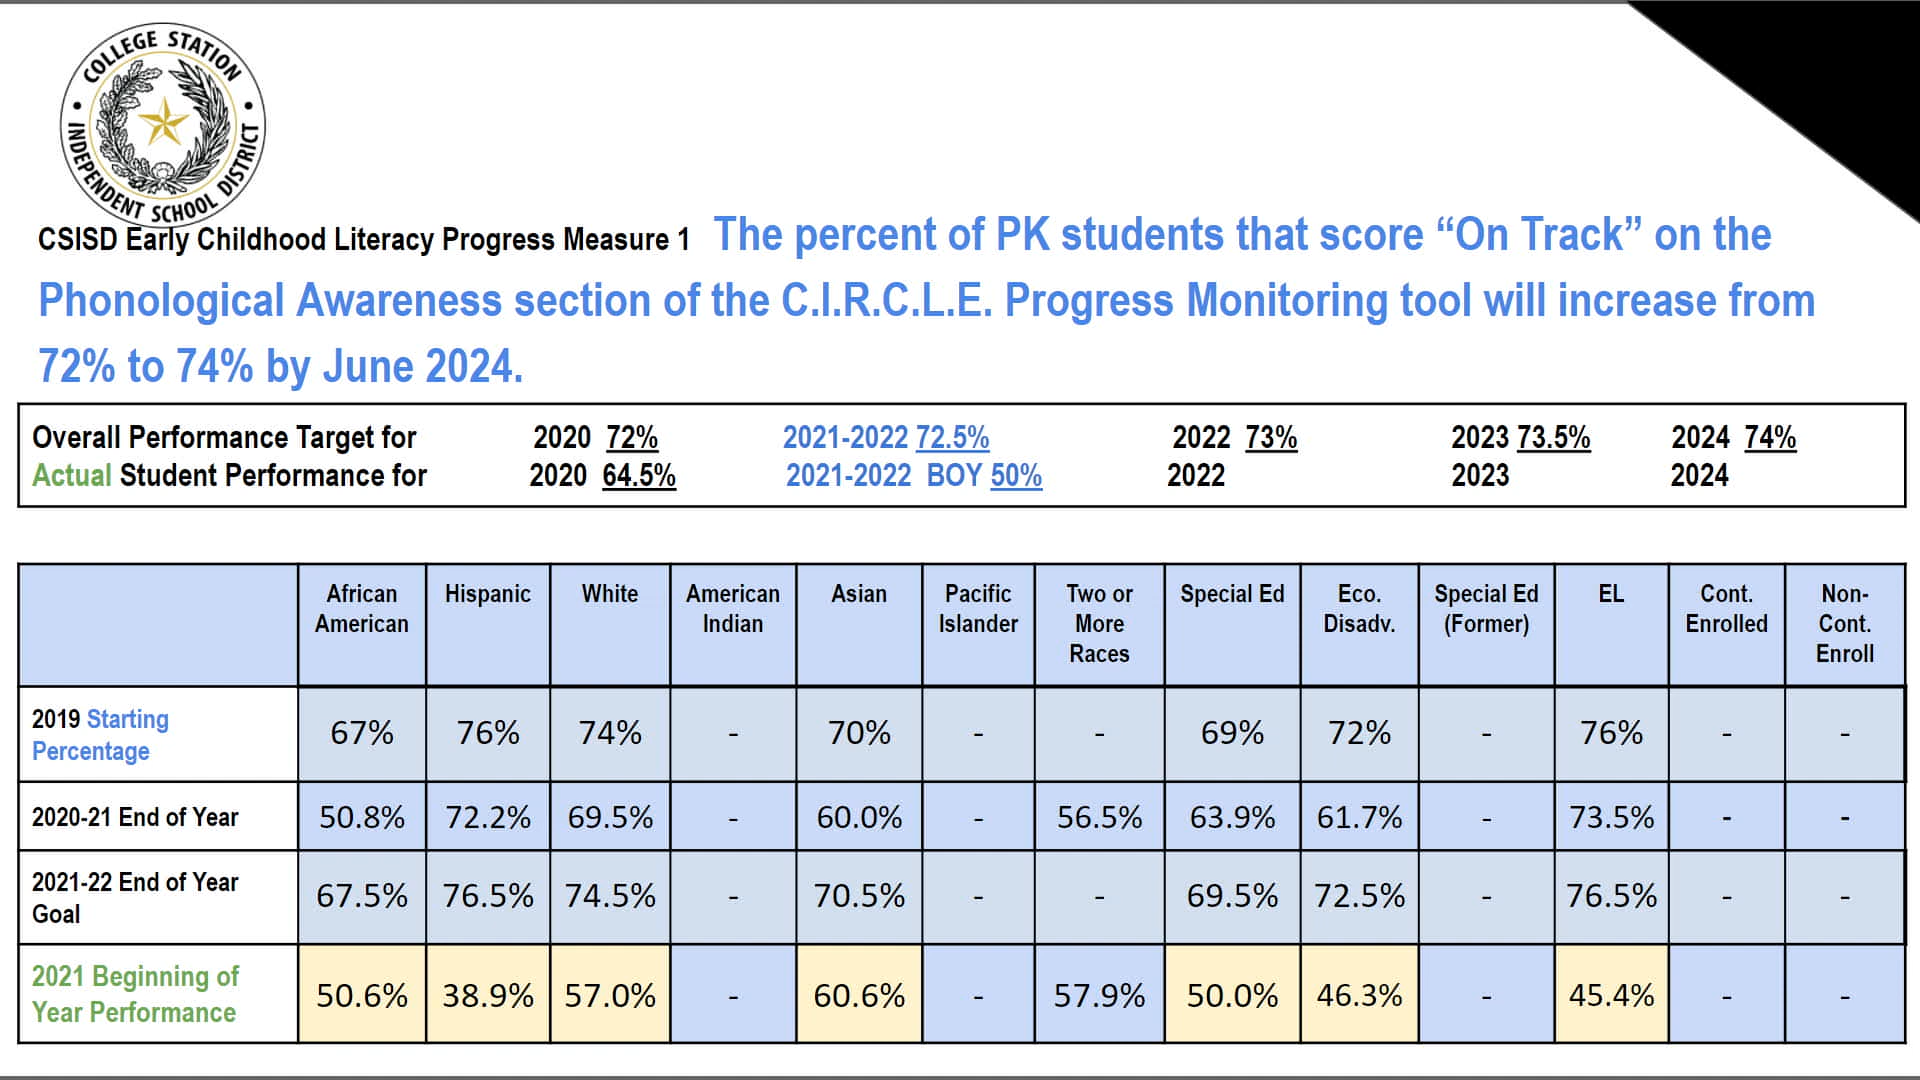 COLLEGE STATION
INDEPENDENT SCHOOL DISTRICT
CSISD Early Childhood Literacy Progress Measure 1 The percent of PK students that score “On Track” on the
Phonological Awareness section of the C.I.R.C.L.E. Progress Monitoring tool will increase from
72% to 74% by June 2024.
Overall Performance Target for 2020 72% 2021-2022 72.5% 2022 73% 2023 73.5% 2024 74%
Actual Student Performance for 2020 64.5% 2021-2022 BOY 50% 2022 2023 2024
African American Hispanic White American Indian Asian Pacific Islander Two or More Races Special Ed Eco. Disadv. Special Ed (Former) EL Cont. Enrolled Non-Cont. Enroll
2019 Starting Percentage 67% 76% 74% - 70% - - 69% 72% - 76% - -
2020-21 End of Year 50.8% 72.2% 69.5% - 60.0% - 56.5% 63.9% 61.7% - 73.5% - -
2021-22 End of Year Goal 67.5% 76.5% 74.5% - 70.5% - - 69.5% 72.5% - 76.5% - -
2021 Beginning of Year Performance 50.6% 38.9% 57.0% - 60.6% - 57.9% 50.0% 46.3% - 45.4% - -